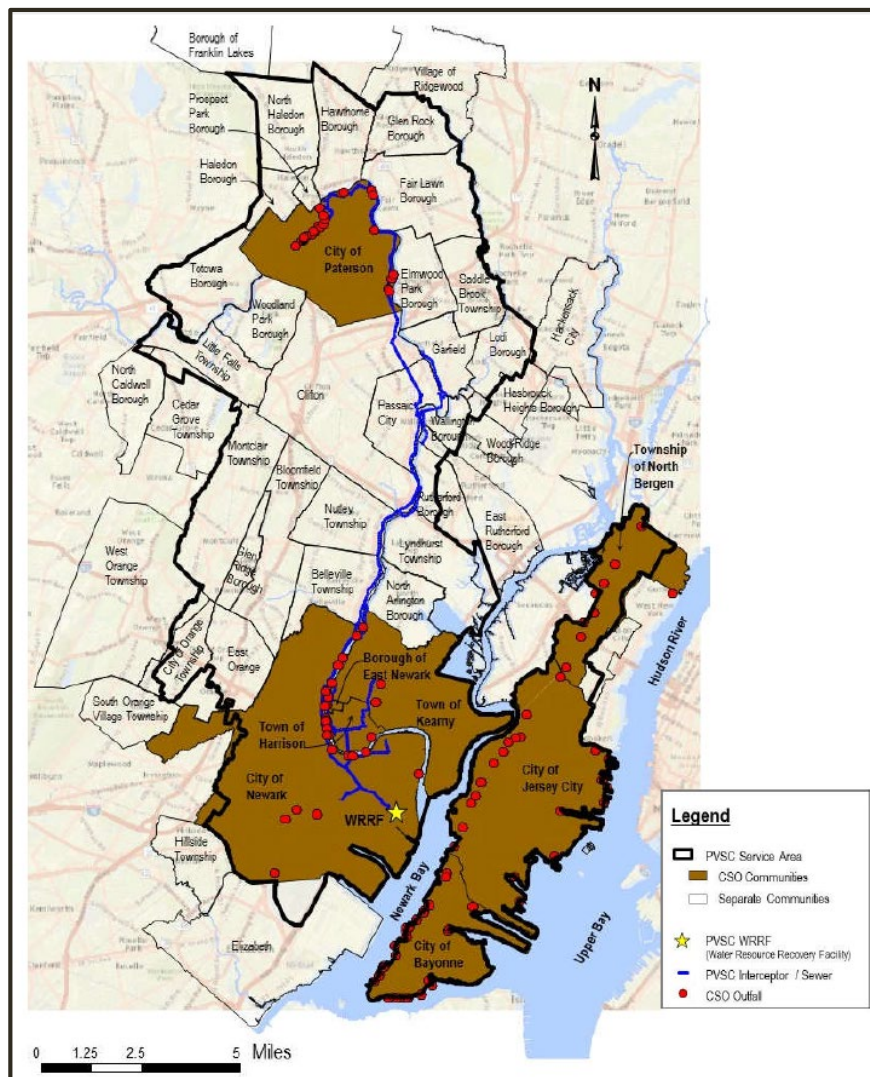 Borough of
Franklin Lakes
Village of
Ridgewood
Prospect
Park
Borough
North
Haledon
Borough
Hawthorne
Borough
Glen Rock
Borough
N
Haledon
Borough
Fair Lawn
Borough
City of
Paterson
Totowa
Borough
Elmwood
Park
Borough
Saddle
Brook
Township
Woodland
Park
Borough
Hackensack
City
Little Falls
Township
Garfield
Lodi
Borough
North
Caldwell
Borough
Clifton
Cedar
Grove
Township
Passaic
City
Hasbrouck
Heights Borough
Wallington
Borough
Wood-Ridge
Borough
Montclair
Township
Bloomfield
Township
Township
of North
Bergen
Nutley
Township
Rutherford
Borough
East
Rutherford
Borough
West
Orange
Township
Glen
Ridge
Borough
Lyndhurst
Township
Belleville
Township
North
Arlington
Borough
City of Orange
Township
East
Orange
Borough of
East Newark
Hudson River
South Orange
Village Township
Town of
Kearny
Town of
Harrison
City of
Newark
City of
Jersey City
WRRF
Hillside
Township
Newark Bay
Elizabeth
City of
Bayonne
Upper Bay
Legend
PVSC Service Area
CSO Communities
Separate Communities
PVSC WRRF
(Water Resource Recovery Facility)
PVSC Interceptor / Sewer
CSO Outfall
0 1.25 2.5 5 Miles